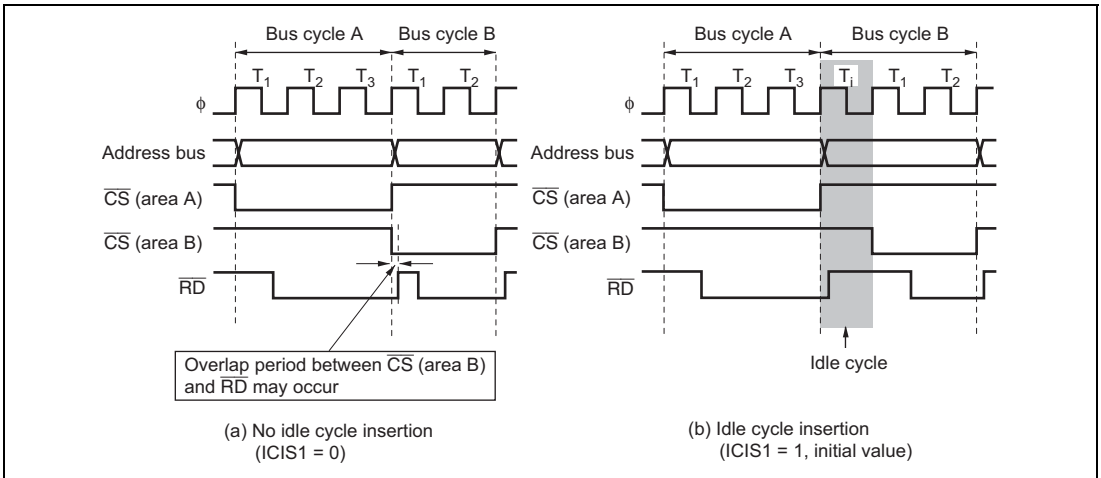 Bus cycle A Bus cycle B
T1 T2 T3 T1 T2
φ
Address bus
CS (area A)
CS (area B)
RD
Overlap period between CS (area B)
and RD may occur
(a) No idle cycle insertion
(ICIS1 = 0)
Bus cycle A Bus cycle B
T1 T2 T3 Ti T1 T2
φ
Address bus
CS (area A)
CS (area B)
RD
Idle cycle
(b) Idle cycle insertion
(ICIS1 = 1, initial value)